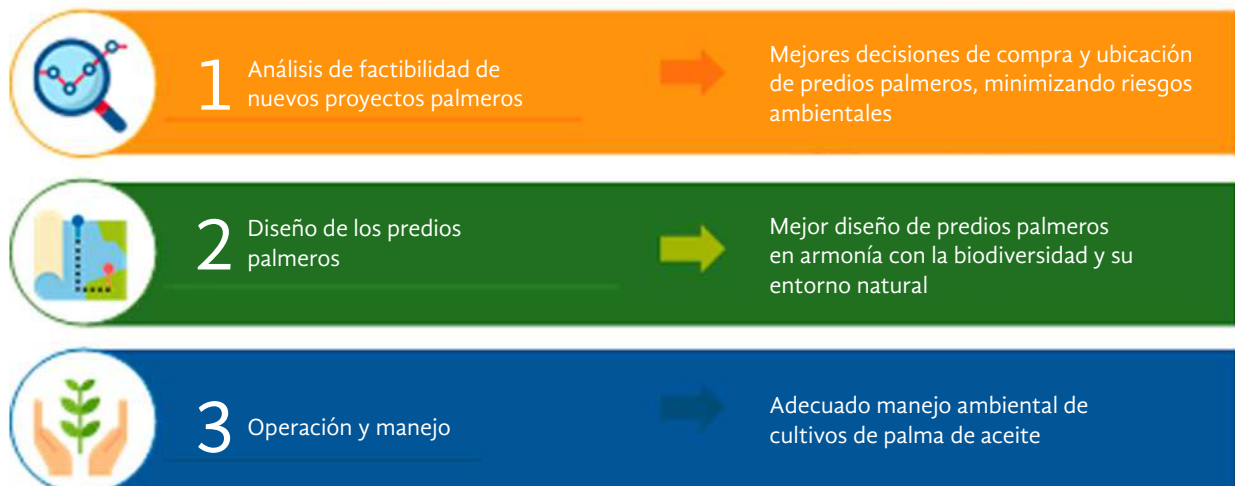 1
Análisis de factibilidad de
nuevos proyectos palmeros
Mejores decisiones de compra y ubicación
de predios palmeros, minimizando riesgos
ambientales
2
Diseño de los predios
palmeros
Mejor diseño de predios palmeros
en armonía con la biodiversidad y su
entorno natural
3
Operación y manejo
Adecuado manejo ambiental de
cultivos de palma de aceite